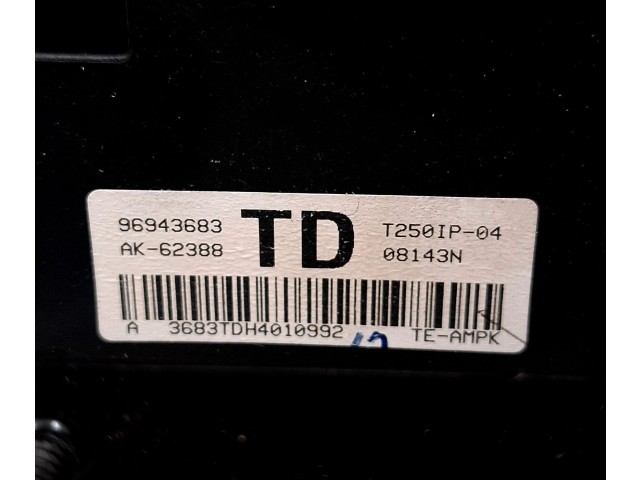 96943683 TD T250IP-04
AK-62388 08143N
A 3683TDH4010992 TE-AMPK